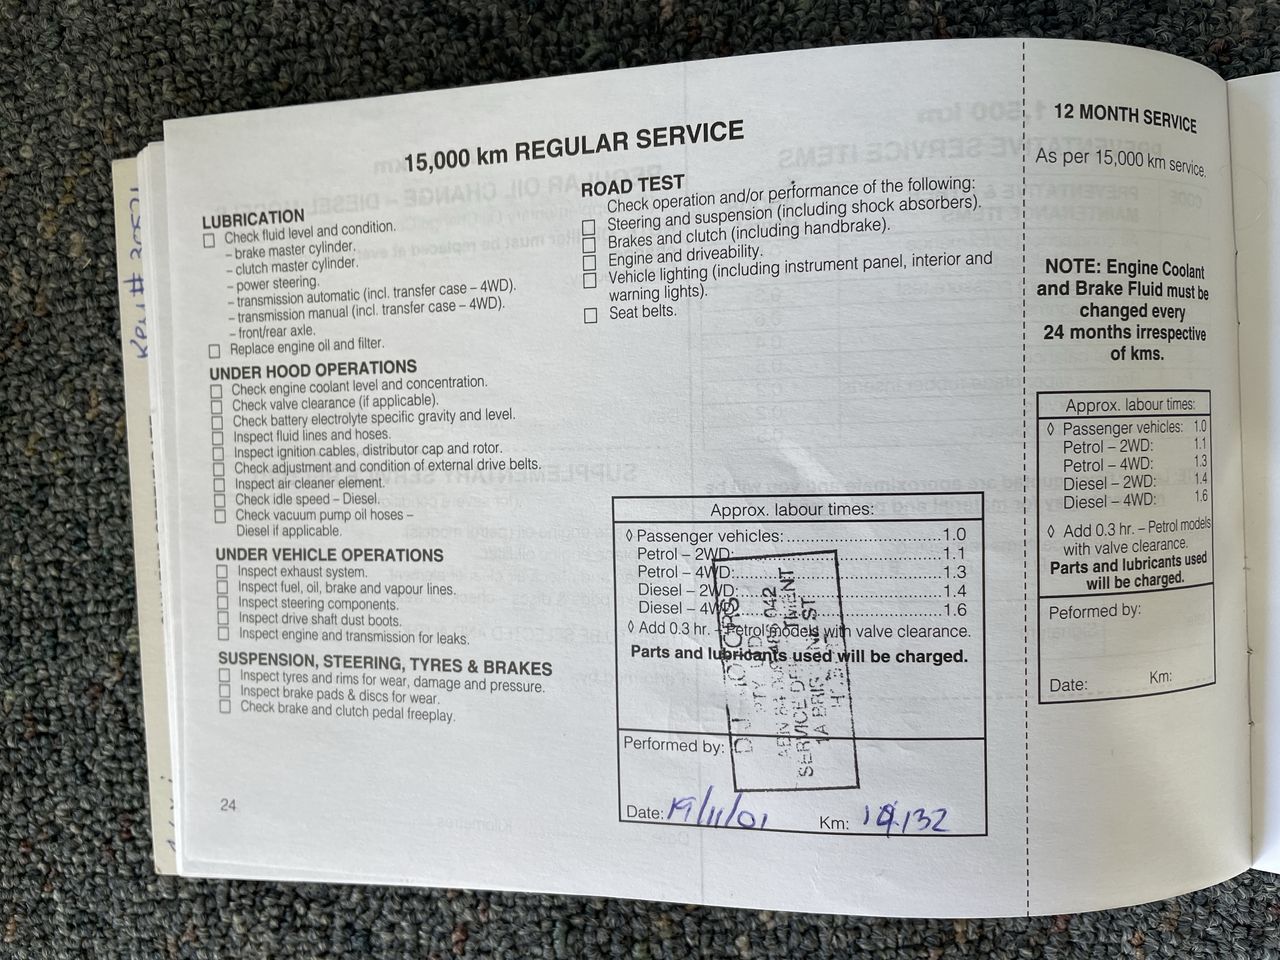 15,000 km REGULAR SERVICE
LUBRICATION
Check fluid level and condition.
– brake master cylinder.
– clutch master cylinder.
– power steering.
– transmission automatic (incl. transfer case – 4WD).
– transmission manual (incl. transfer case – 4WD).
– front/rear axle.
Replace engine oil and filter.
UNDER HOOD OPERATIONS
Check engine coolant level and concentration.
Check valve clearance (if applicable).
Check battery electrolyte specific gravity and level.
Inspect fluid lines and hoses.
Inspect ignition cables, distributor cap and rotor.
Check adjustment and condition of external drive belts.
Inspect air cleaner element.
Check idle speed – Diesel.
Check vacuum pump oil hoses –
Diesel if applicable.
UNDER VEHICLE OPERATIONS
Inspect exhaust system.
Inspect fuel, oil, brake and vapour lines.
Inspect steering components.
Inspect drive shaft dust boots.
Inspect engine and transmission for leaks.
SUSPENSION, STEERING, TYRES & BRAKES
Inspect tyres and rims for wear, damage and pressure.
Inspect brake pads & discs for wear.
Check brake and clutch pedal freeplay.
24
ROAD TEST
Check operation and/or performance of the following:
Steering and suspension (including shock absorbers).
Brakes and clutch (including handbrake).
Engine and driveability.
Vehicle lighting (including instrument panel, interior and
warning lights).
Seat belts.
Approx. labour times:
◊ Passenger vehicles: 1.0
Petrol – 2WD: 1.1
Petrol – 4WD: 1.3
Diesel – 2WD: 1.4
Diesel – 4WD: 1.6
◊ Add 0.3 hr. – Petrol models with valve clearance.
Parts and lubricants used will be charged.
Performed by:
SERVICE
Date: 19/11/01 Km: 14,132
12 MONTH SERVICE
As per 15,000 km service.
NOTE: Engine Coolant
and Brake Fluid must be
changed every
24 months irrespective
of kms.
Approx. labour times:
◊ Passenger vehicles: 1.0
Petrol – 2WD: 1.1
Petrol – 4WD: 1.3
Diesel – 2WD: 1.4
Diesel – 4WD: 1.6
◊ Add 0.3 hr. – Petrol models
with valve clearance.
Parts and lubricants used
will be charged.
Peformed by:
Date: Km: